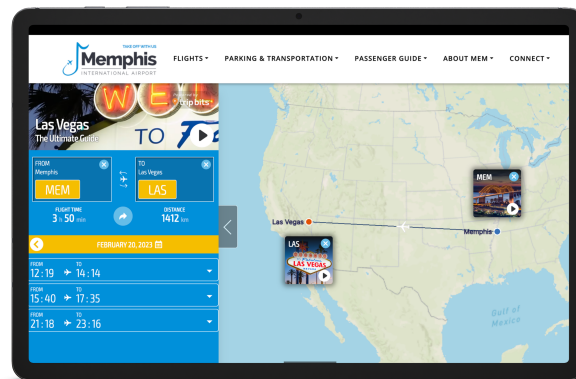 TAKE OFF WITH US
Memphis
INTERNATIONAL AIRPORT
FLIGHTS
PARKING & TRANSPORTATION
PASSENGER GUIDE
ABOUT MEM
CONNECT
WE
trip bits
Las Vegas
The Ultimate Guide
TO
FROM
Memphis
MEM
TO
Las Vegas
LAS
FLIGHT TIME
3 h 50 min
DISTANCE
1412 km
FEBRUARY 20, 2023
FROM TO
12:19 14:14
FROM TO
15:40 17:35
FROM TO
21:18 23:16
MEM
Las Vegas
Memphis
LAS
LAS VEGAS
Gulf of
Mexico